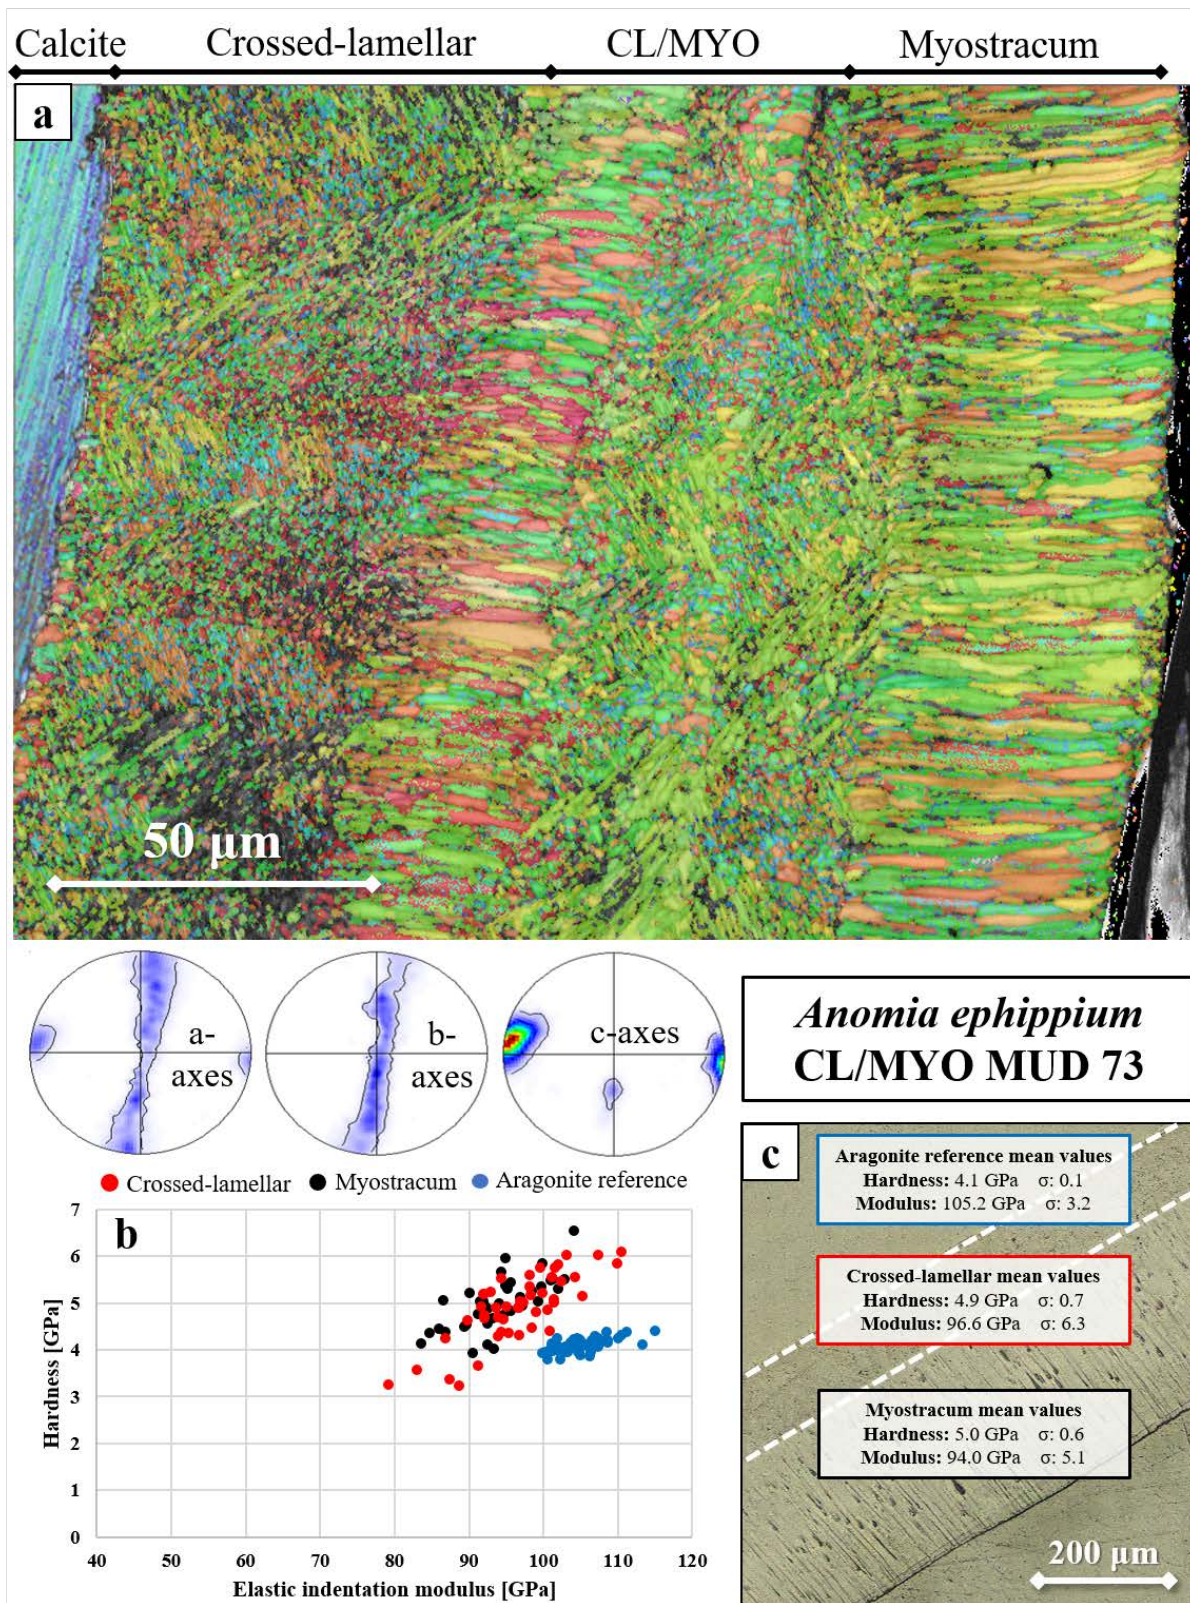 Calcite Crossed-lamellar CL/MYO Myostracum
a
50 µm
a-
axes
b-
axes
c-axes
Anomia ephippium
CL/MYO MUD 73
Crossed-lamellar Myostracum Aragonite reference
b
7
6
5
4
3
2
1
0
Hardness [GPa]
40 50 60 70 80 90 100 110 120
Elastic indentation modulus [GPa]
c
Aragonite reference mean values
Hardness: 4.1 GPa σ: 0.1
Modulus: 105.2 GPa σ: 3.2
Crossed-lamellar mean values
Hardness: 4.9 GPa σ: 0.7
Modulus: 96.6 GPa σ: 6.3
Myostracum mean values
Hardness: 5.0 GPa σ: 0.6
Modulus: 94.0 GPa σ: 5.1
200 µm